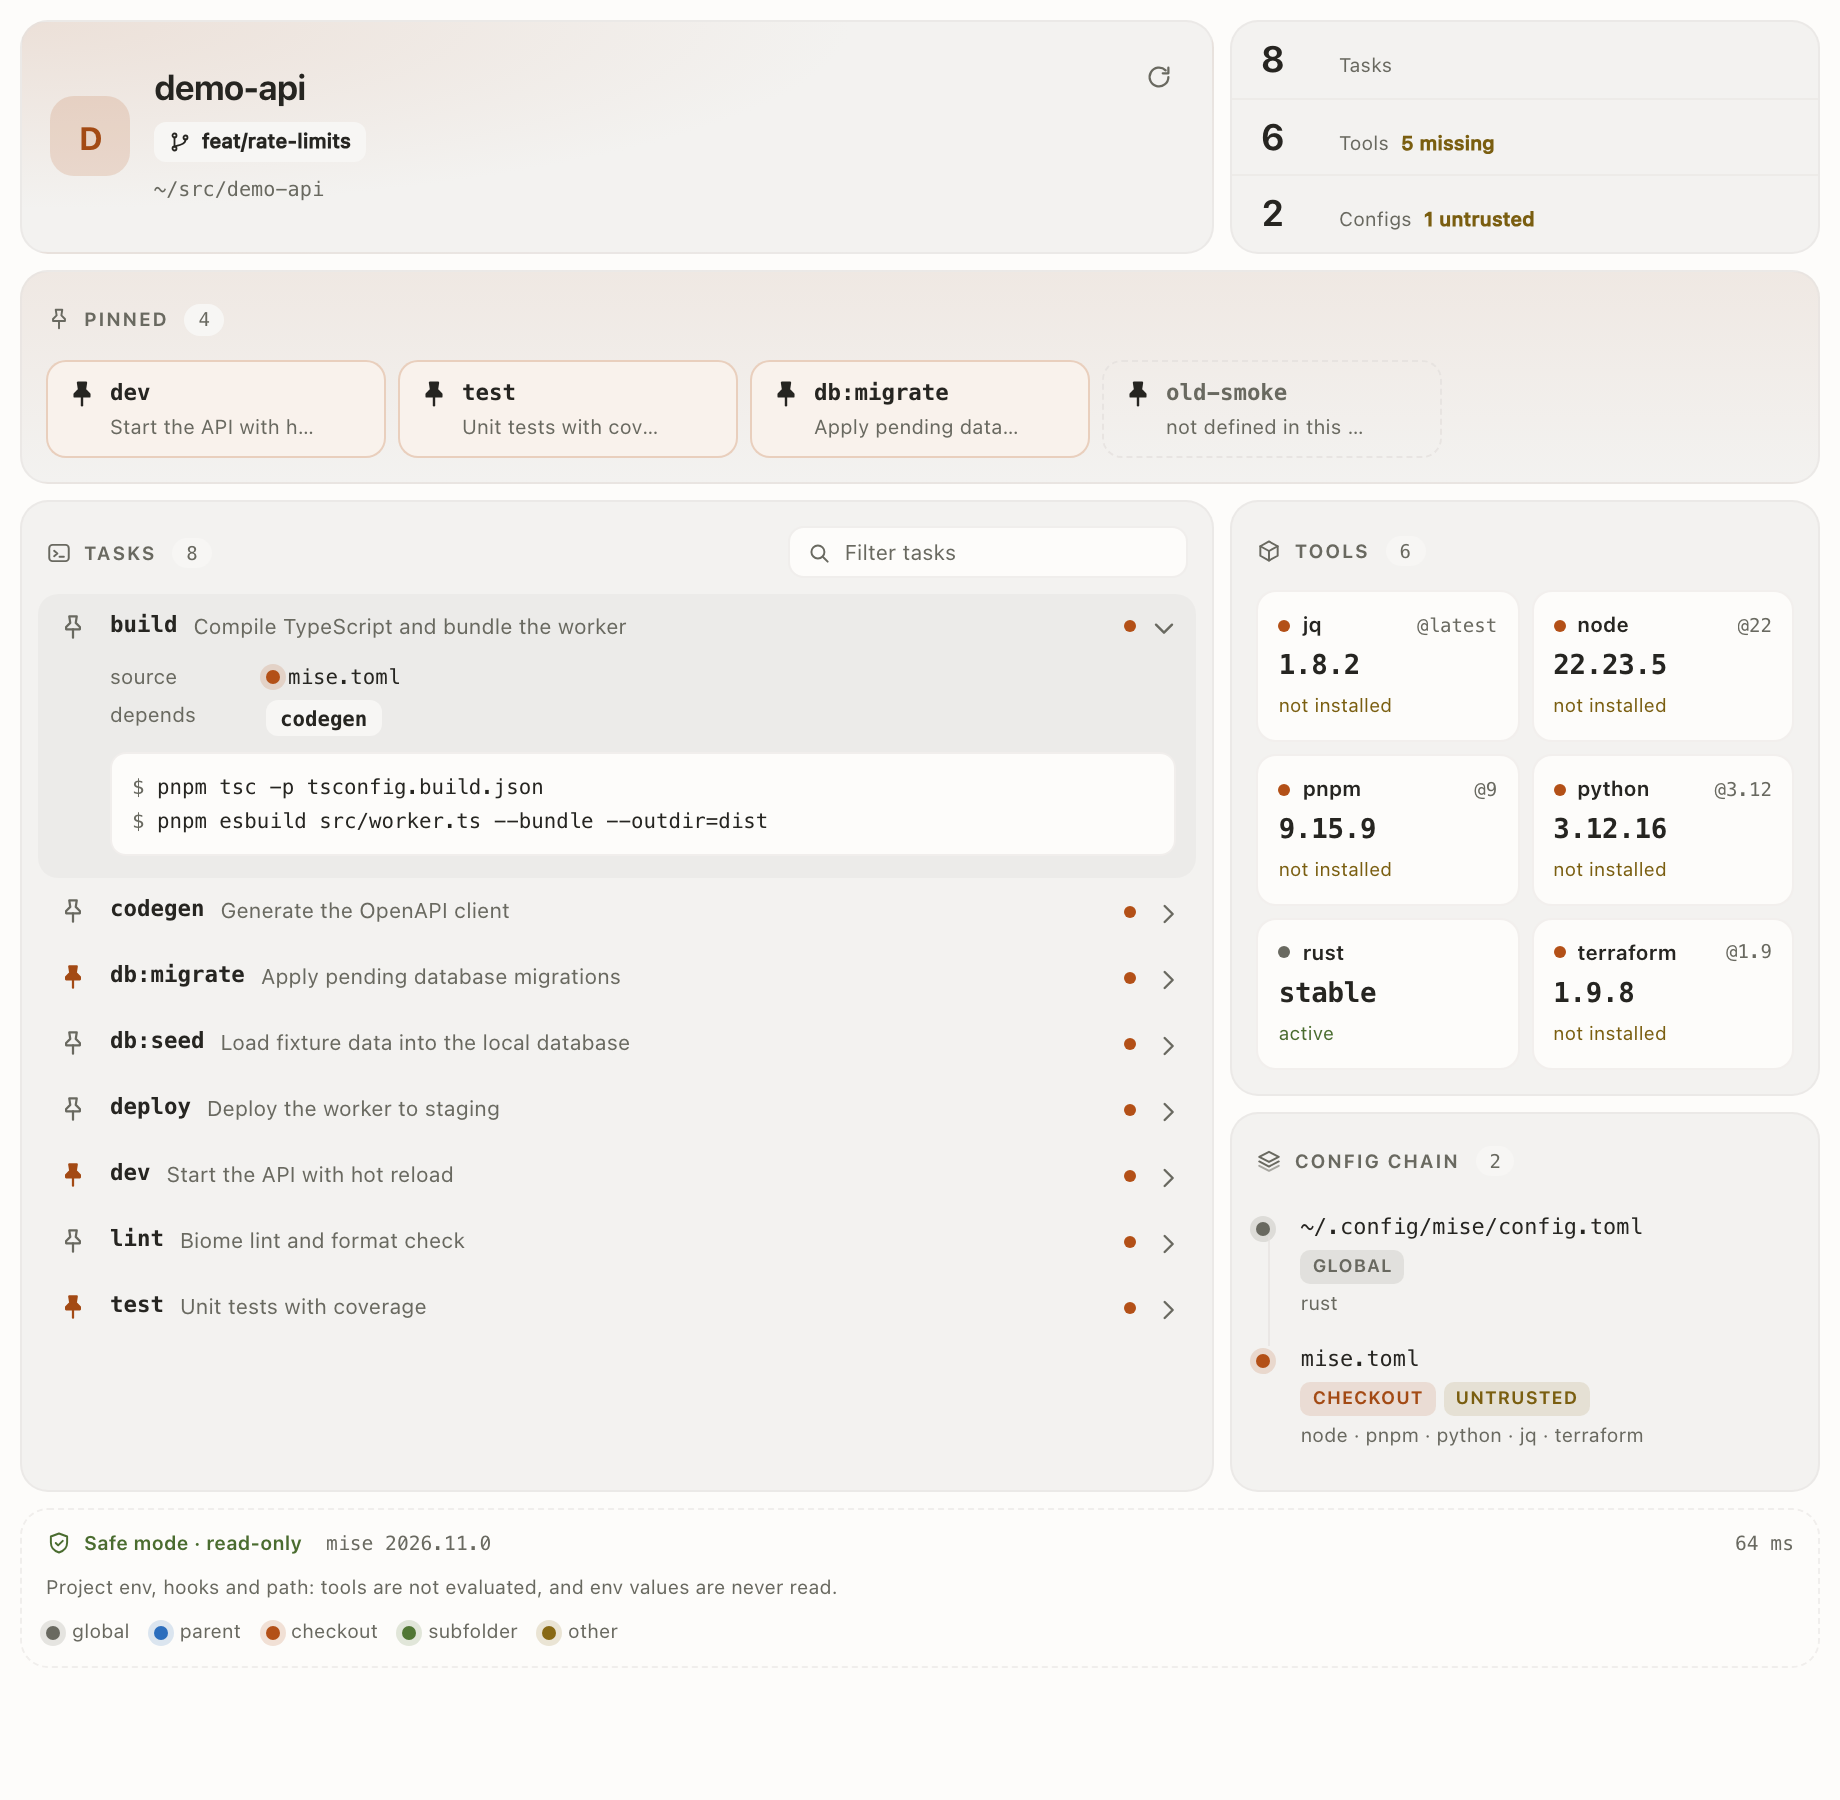 D
demo-api
feat/rate-limits
~/src/demo-api
8 Tasks
6 Tools 5 missing
2 Configs 1 untrusted
PINNED 4
dev
Start the API with h...
test
Unit tests with cov...
db:migrate
Apply pending data...
old-smoke
not defined in this ...
TASKS 8
Filter tasks
build Compile TypeScript and bundle the worker
source mise.toml
depends codegen
$ pnpm tsc -p tsconfig.build.json
$ pnpm esbuild src/worker.ts --bundle --outdir=dist
codegen Generate the OpenAPI client
db:migrate Apply pending database migrations
db:seed Load fixture data into the local database
deploy Deploy the worker to staging
dev Start the API with hot reload
lint Biome lint and format check
test Unit tests with coverage
TOOLS 6
jq @latest
1.8.2
not installed
node @22
22.23.5
not installed
pnpm @9
9.15.9
not installed
python @3.12
3.12.16
not installed
rust
stable
active
terraform @1.9
1.9.8
not installed
CONFIG CHAIN 2
~/.config/mise/config.toml
GLOBAL
rust
mise.toml
CHECKOUT UNTRUSTED
node · pnpm · python · jq · terraform
Safe mode · read-only mise 2026.11.0 64 ms
Project env, hooks and path: tools are not evaluated, and env values are never read.
global parent checkout subfolder other